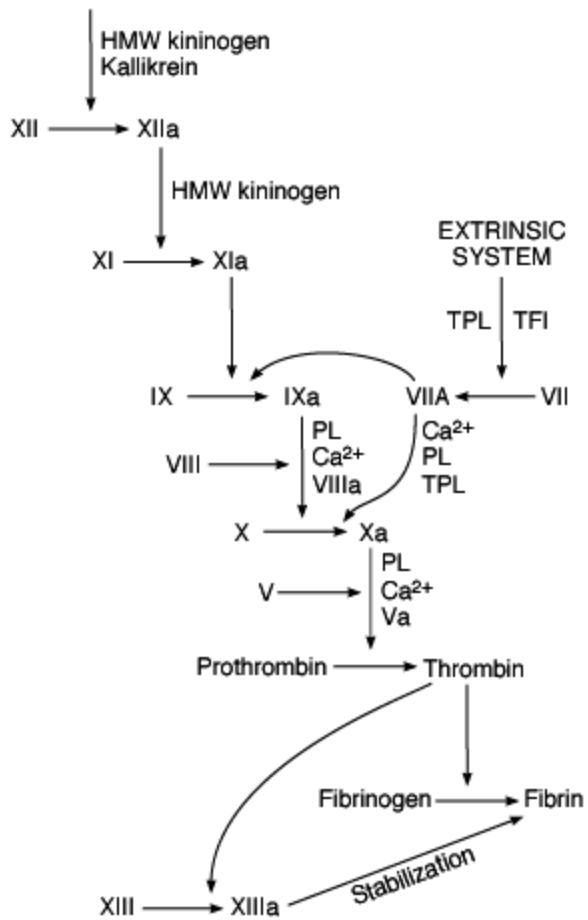 HMW kininogen
Kallikrein
XII XIIa
HMW kininogen
EXTRINSIC
SYSTEM
XI XIa
TPL TFI
IX IXa VIIA VII
PL Ca2+
Ca2+ PL
VIII
VIIIa TPL
X Xa
PL
V Ca2+
Va
Prothrombin Thrombin
Fibrinogen Fibrin
Stabilization
XIII XIIIa